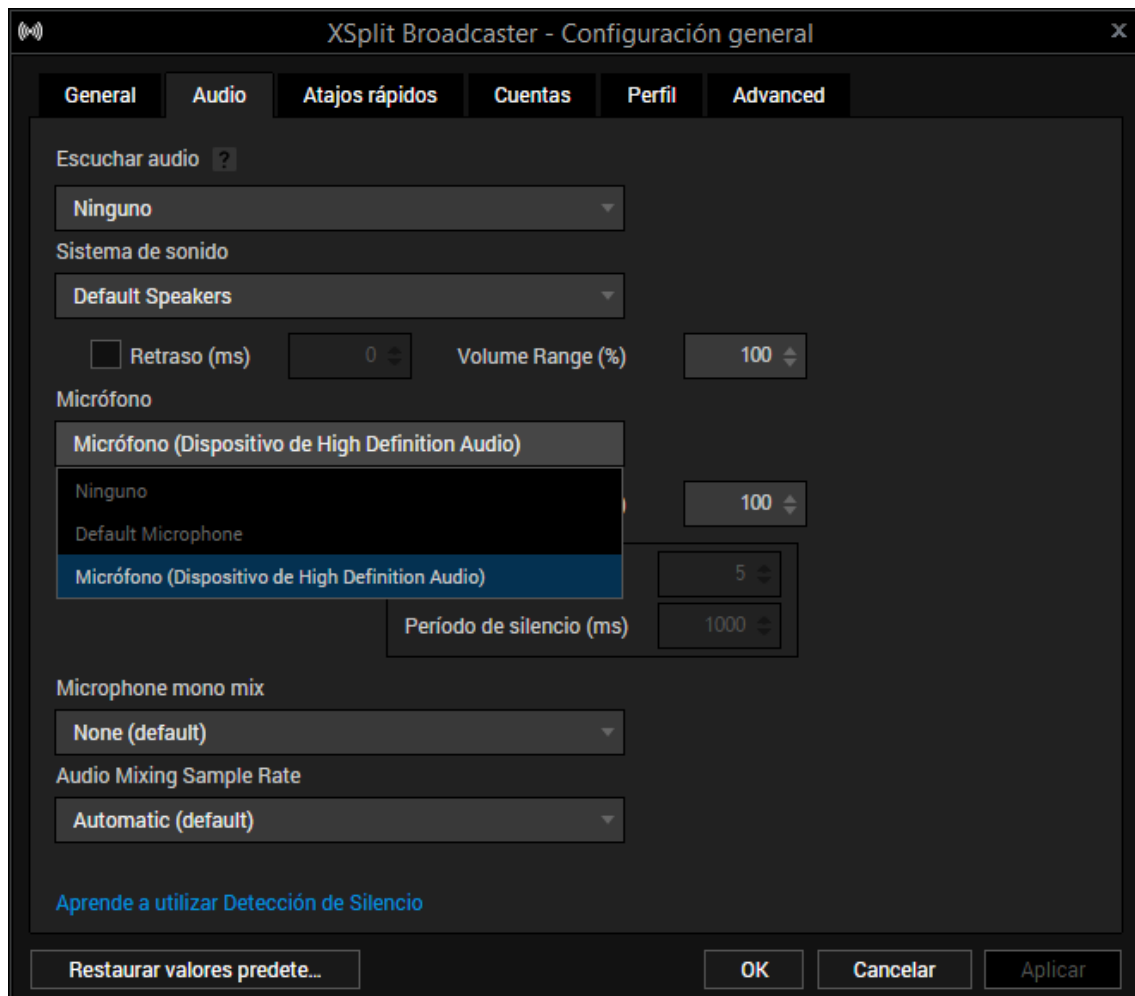 XSplit Broadcaster - Configuración general x
General Audio Atajos rápidos Cuentas Perfil Advanced
Escuchar audio ?
Ninguno
Sistema de sonido
Default Speakers
Retraso (ms) 0 Volume Range (%) 100
Micrófono
Micrófono (Dispositivo de High Definition Audio)
Ninguno
100
Default Microphone
Micrófono (Dispositivo de High Definition Audio)
5
Período de silencio (ms) 1000
Microphone mono mix
None (default)
Audio Mixing Sample Rate
Automatic (default)
Aprende a utilizar Detección de Silencio
Restaurar valores predete... OK Cancelar Aplicar